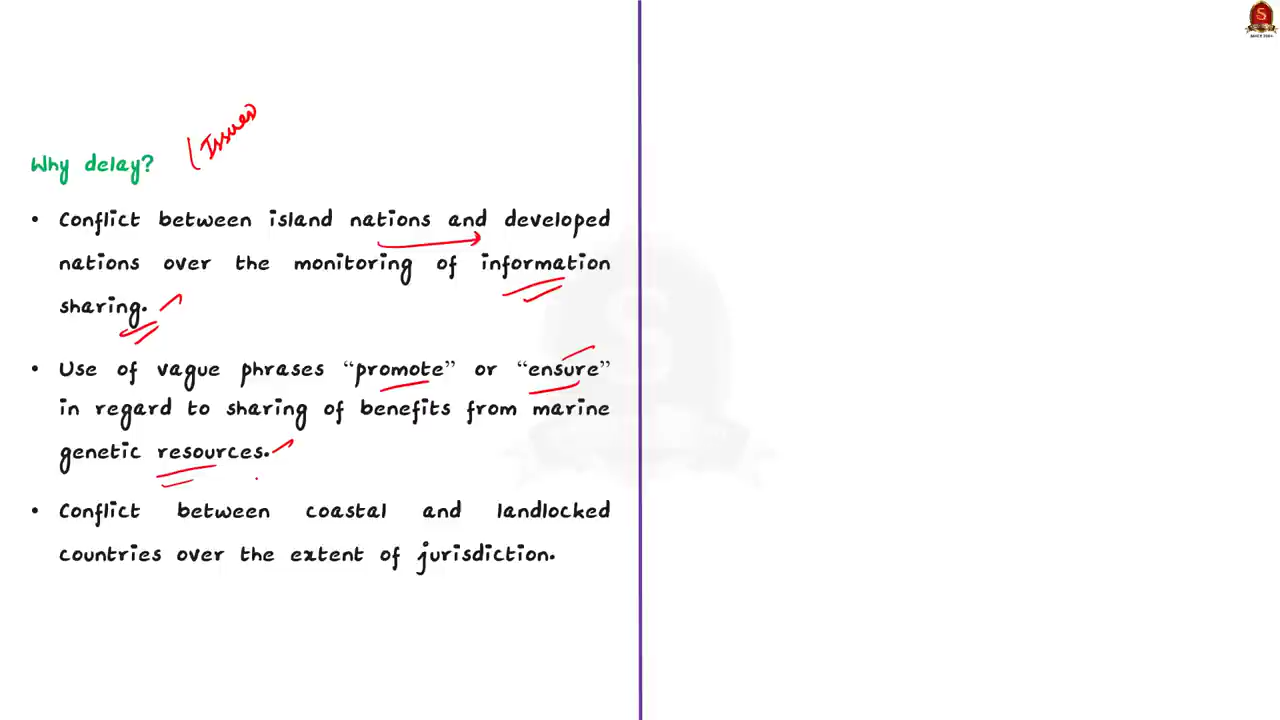 Why delay?
(Issues
• Conflict between island nations and developed
nations over the monitoring of information
sharing.
• Use of vague phrases “promote” or “ensure”
in regard to sharing of benefits from marine
genetic resources.
• Conflict between coastal and landlocked
countries over the extent of jurisdiction.
S